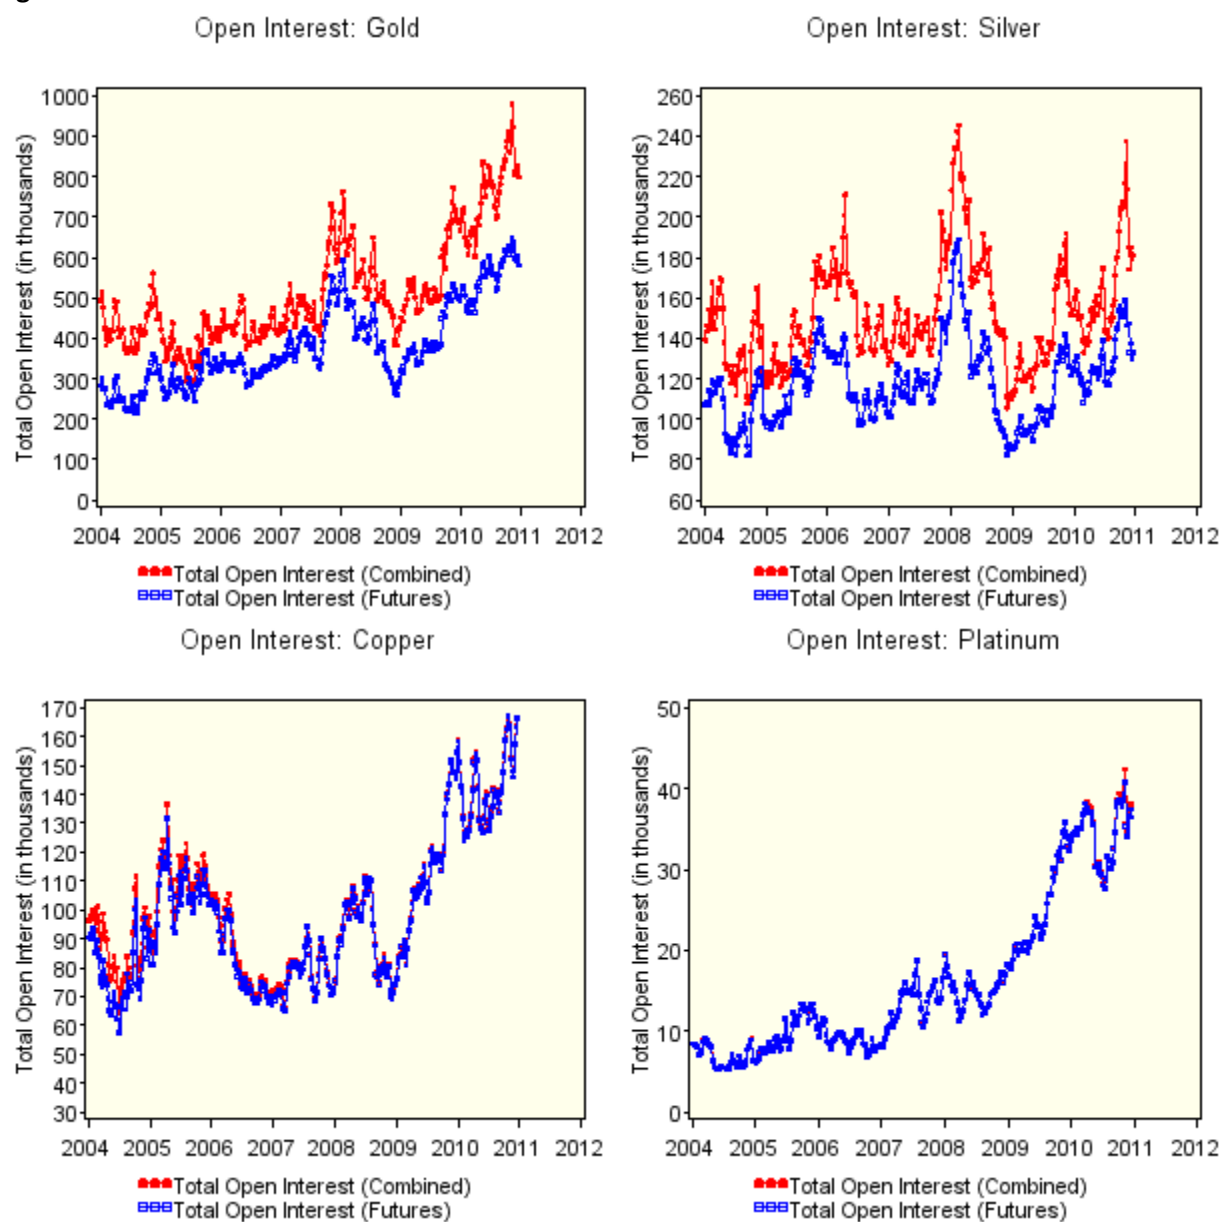 Open Interest: Gold
Total Open Interest (in thousands)
1000
900
800
700
600
500
400
300
200
100
0
2004 2005 2006 2007 2008 2009 2010 2011 2012
Total Open Interest (Combined)
Total Open Interest (Futures)
Open Interest: Silver
Total Open Interest (in thousands)
260
240
220
200
180
160
140
120
100
80
60
2004 2005 2006 2007 2008 2009 2010 2011 2012
Total Open Interest (Combined)
Total Open Interest (Futures)
Open Interest: Copper
Total Open Interest (in thousands)
170
160
150
140
130
120
110
100
90
80
70
60
50
40
30
2004 2005 2006 2007 2008 2009 2010 2011 2012
Total Open Interest (Combined)
Total Open Interest (Futures)
Open Interest: Platinum
Total Open Interest (in thousands)
50
40
30
20
10
0
2004 2005 2006 2007 2008 2009 2010 2011 2012
Total Open Interest (Combined)
Total Open Interest (Futures)